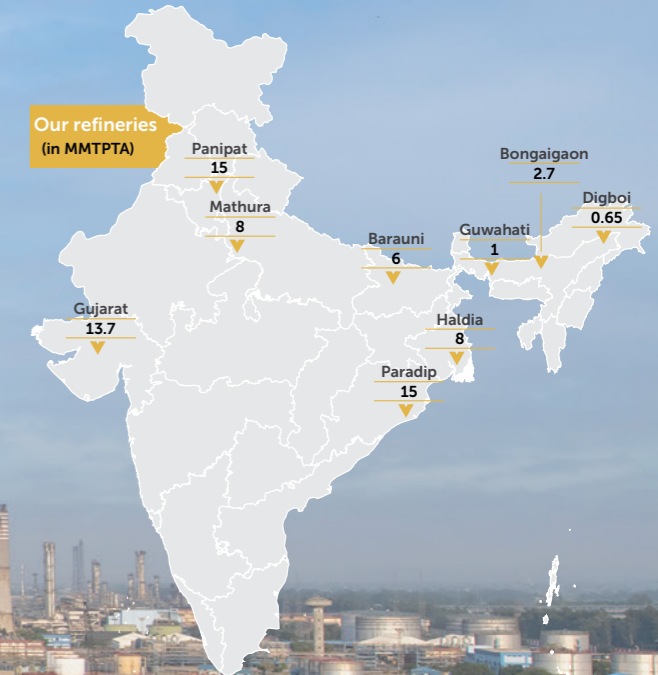 Our refineries
(in MMTPTA)
Panipat
15
Mathura
8
Bongaigaon
2.7
Digboi
0.65
Guwahati
1
Barauni
6
Gujarat
13.7
Haldia
8
Paradip
15